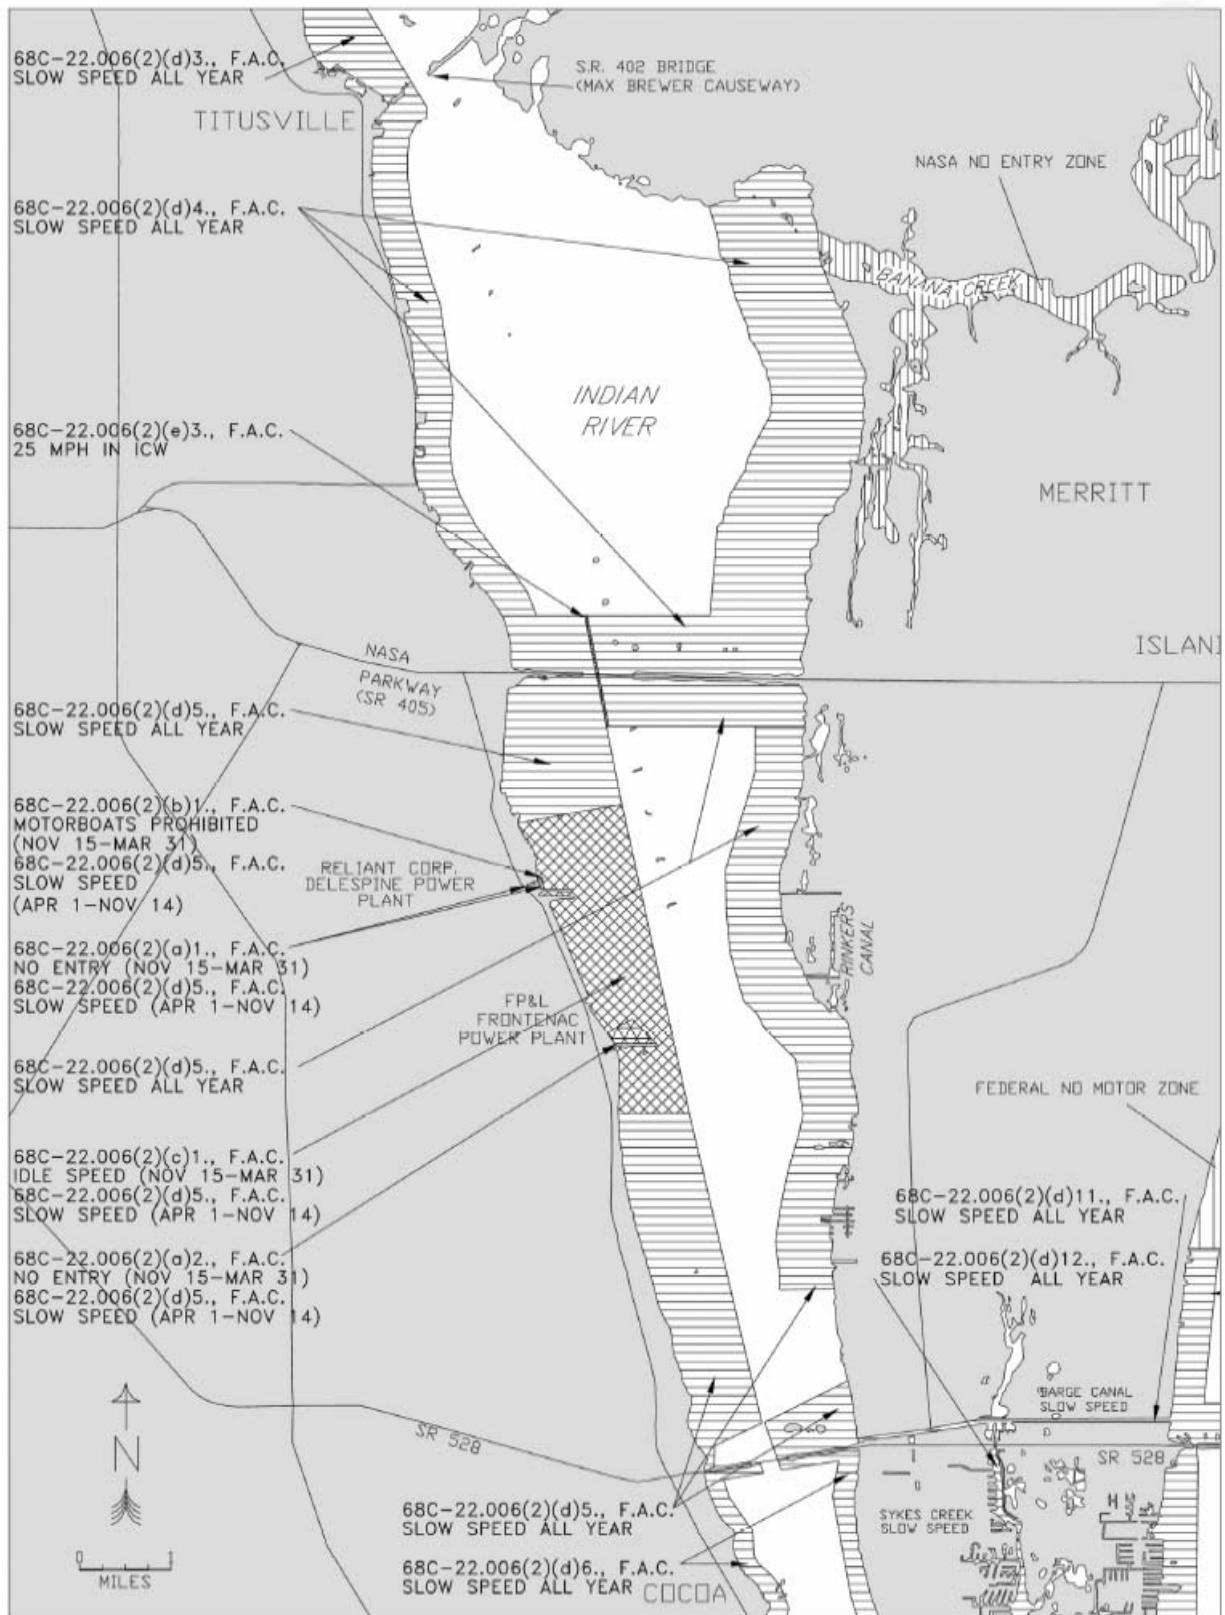 68C-22.006(2)(d)3., F.A.C.
SLOW SPEED ALL YEAR
S.R. 402 BRIDGE
(MAX BREWER CAUSEWAY)
TITUSVILLE
NASA NO ENTRY ZONE
68C-22.006(2)(d)4., F.A.C.
SLOW SPEED ALL YEAR
BANANA CREEK
INDIAN
RIVER
68C-22.006(2)(e)3., F.A.C.
25 MPH IN ICW
MERRITT
ISLAN
NASA
PARKWAY
(SR 405)
68C-22.006(2)(d)5., F.A.C.
SLOW SPEED ALL YEAR
68C-22.006(2)(b)1., F.A.C.
MOTORBOATS PROHIBITED
(NOV 15-MAR 31)
68C-22.006(2)(d)5., F.A.C.
SLOW SPEED
(APR 1-NOV 14)
RELIANT CORP.
DELESPINE POWER
PLANT
RINKERS
CANAL
68C-22.006(2)(a)1., F.A.C.
NO ENTRY (NOV 15-MAR 31)
68C-22.006(2)(d)5., F.A.C.
SLOW SPEED (APR 1-NOV 14)
FP&L
FRONTENAC
POWER PLANT
68C-22.006(2)(d)5., F.A.C.
SLOW SPEED ALL YEAR
FEDERAL NO MOTOR ZONE
68C-22.006(2)(c)1., F.A.C.
IDLE SPEED (NOV 15-MAR 31)
68C-22.006(2)(d)5., F.A.C.
SLOW SPEED (APR 1-NOV 14)
68C-22.006(2)(d)11., F.A.C.
SLOW SPEED ALL YEAR
68C-22.006(2)(a)2., F.A.C.
NO ENTRY (NOV 15-MAR 31)
68C-22.006(2)(d)5., F.A.C.
SLOW SPEED (APR 1-NOV 14)
68C-22.006(2)(d)12., F.A.C.
SLOW SPEED ALL YEAR
BARGE CANAL
SLOW SPEED
N
SR 528
SR 528
SYKES CREEK
SLOW SPEED
68C-22.006(2)(d)5., F.A.C.
SLOW SPEED ALL YEAR
68C-22.006(2)(d)6., F.A.C.
SLOW SPEED ALL YEAR
COCOA
0
1
MILES